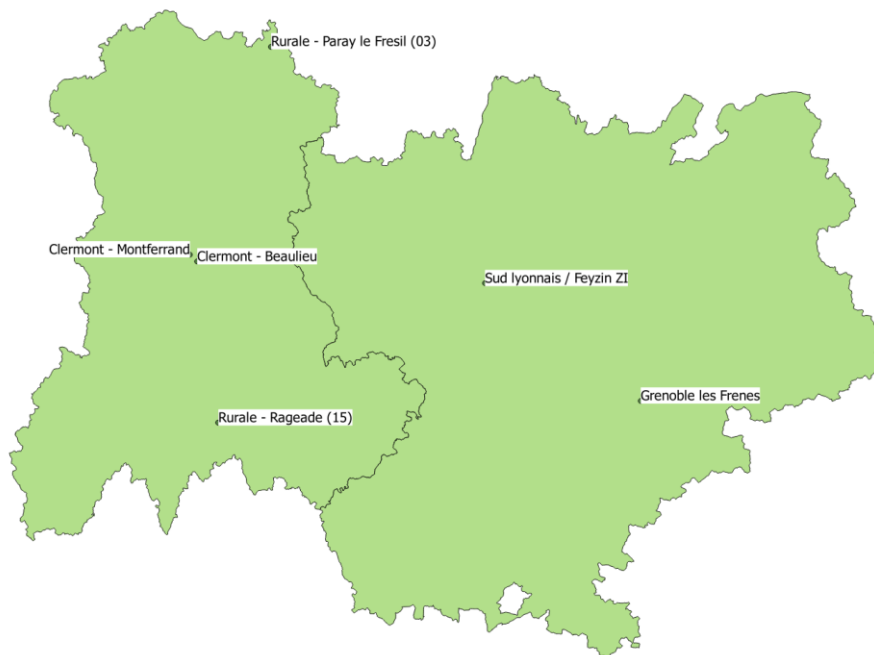 Rurale - Paray le Fresil (03)
Clermont - Montferrand
Clermont - Beaulieu
Sud lyonnais / Feyzin ZI
Grenoble les Frenes
Rurale - Rageade (15)